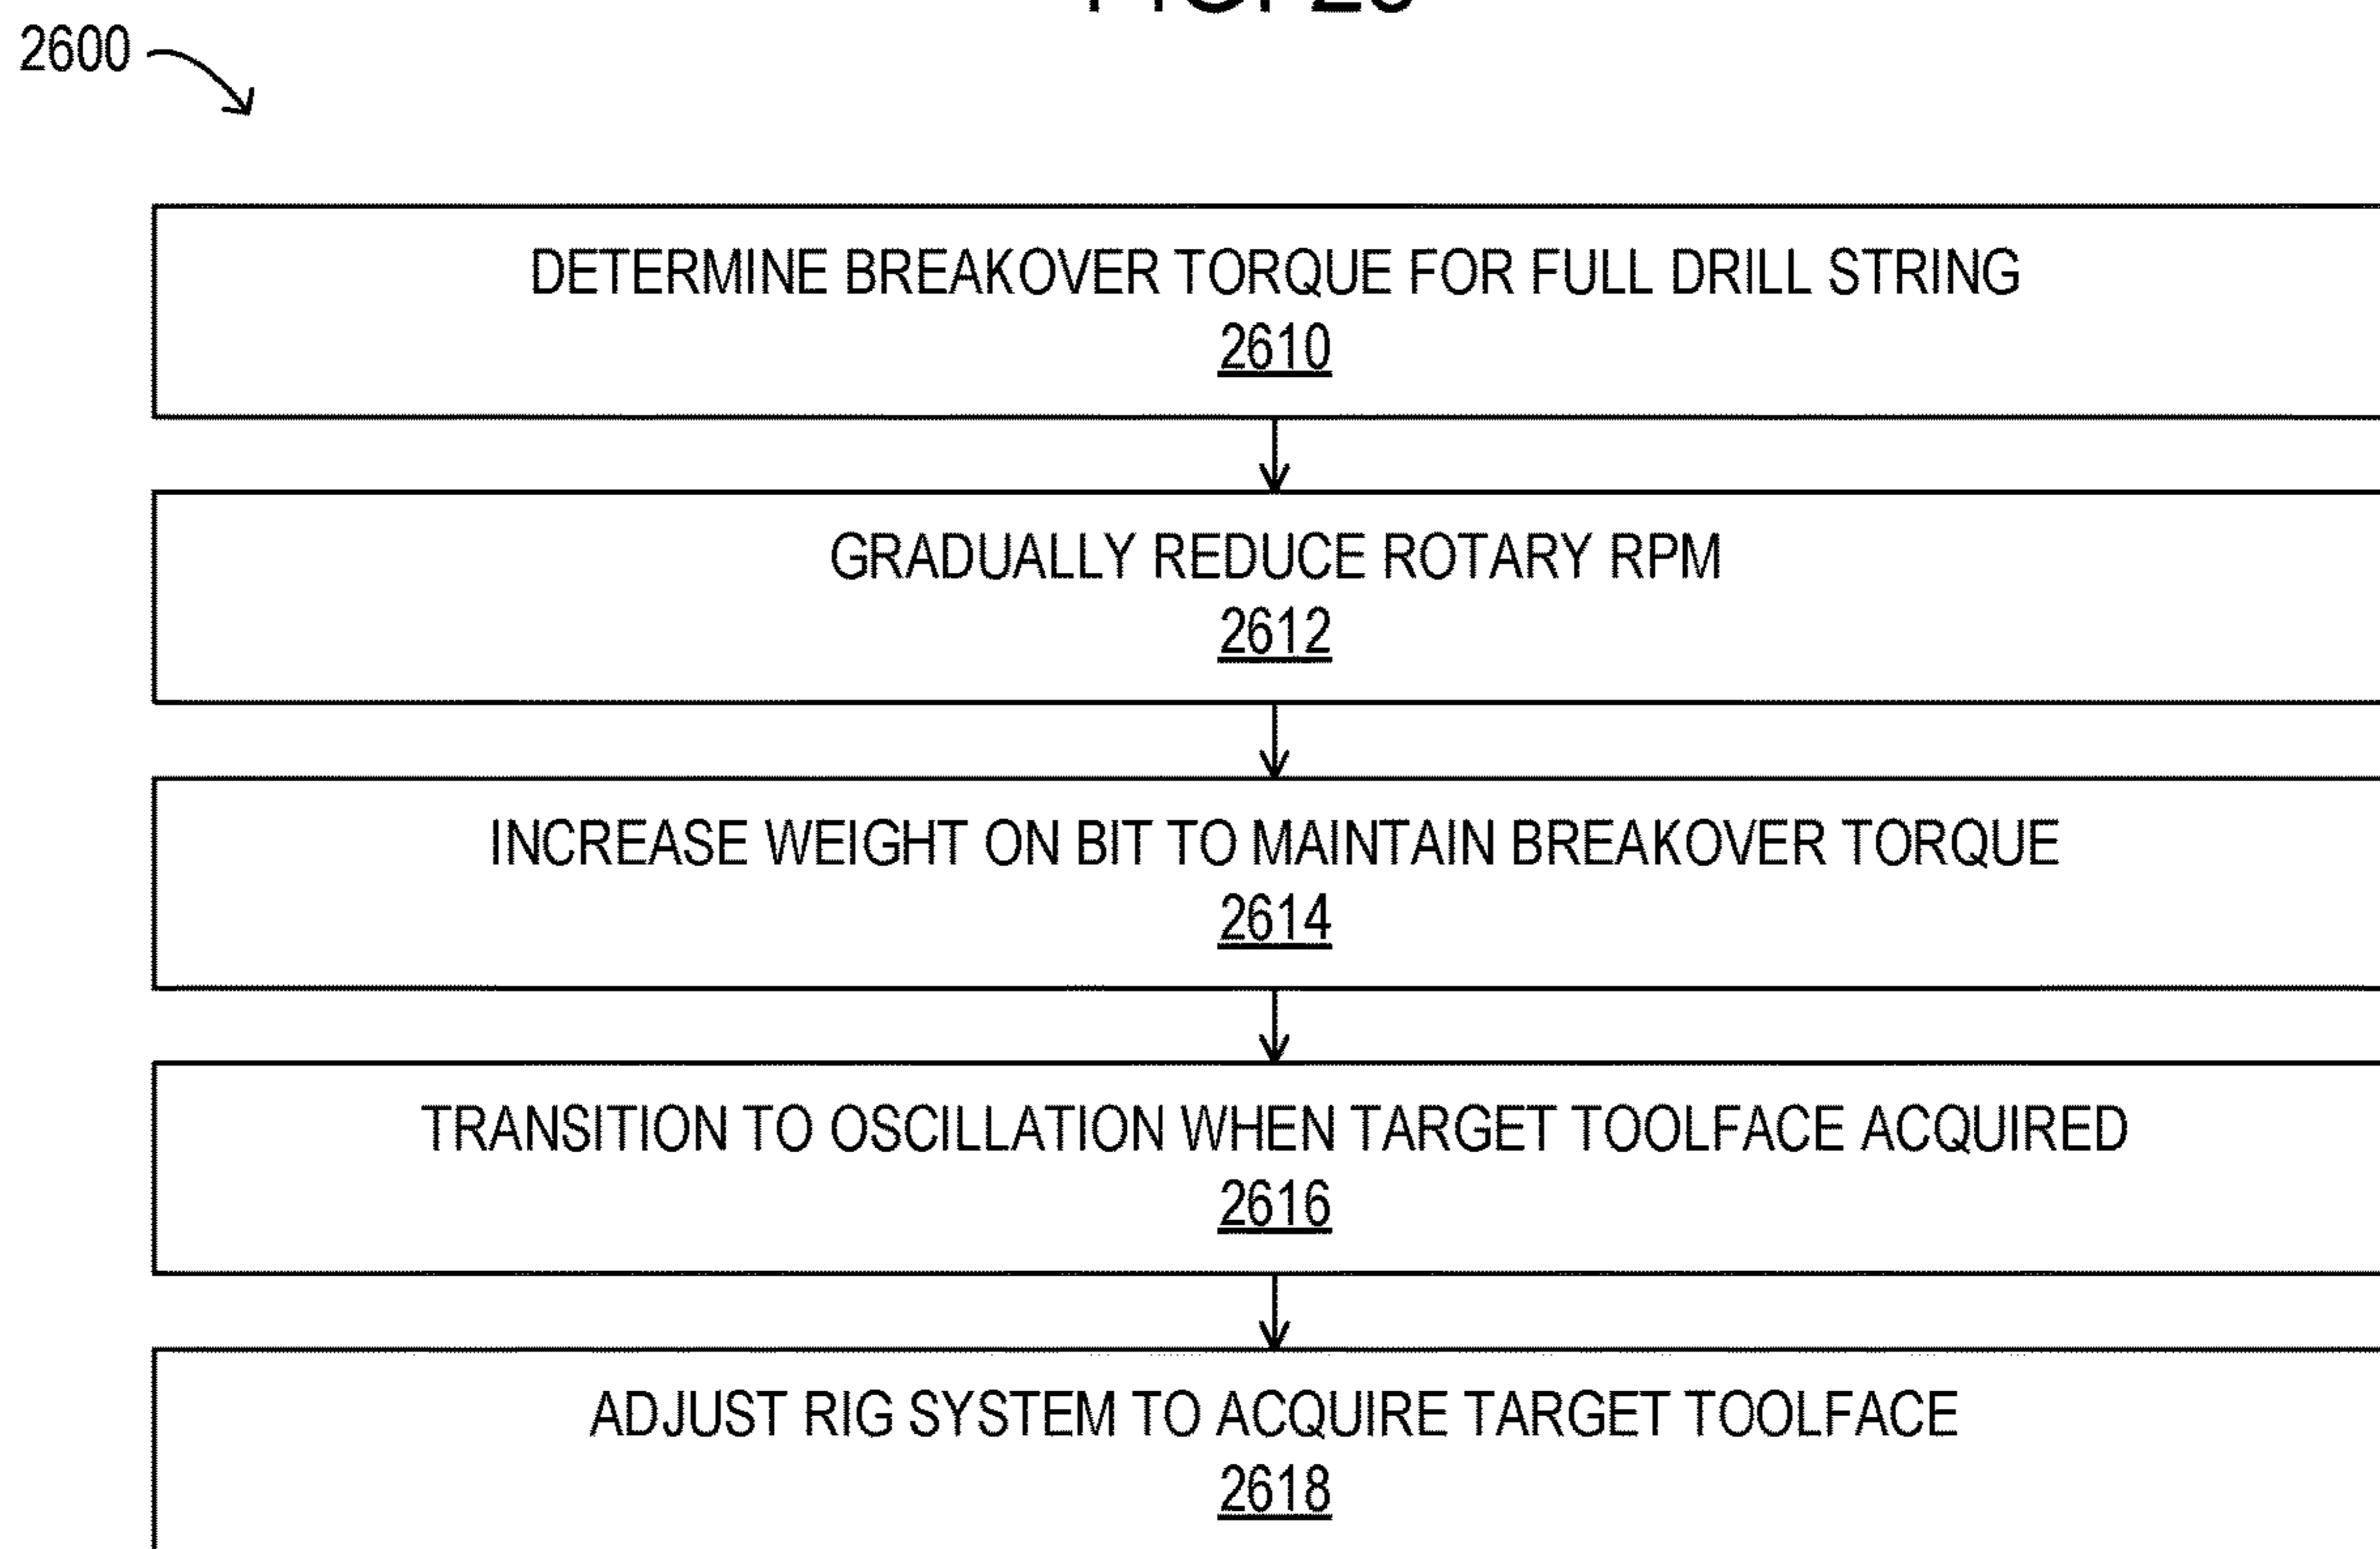 2600
DETERMINE BREAKOVER TORQUE FOR FULL DRILL STRING
2610
GRADUALLY REDUCE ROTARY RPM
2612
INCREASE WEIGHT ON BIT TO MAINTAIN BREAKOVER TORQUE
2614
TRANSITION TO OSCILLATION WHEN TARGET TOOLFACE ACQUIRED
2616
ADJUST RIG SYSTEM TO ACQUIRE TARGET TOOLFACE
2618